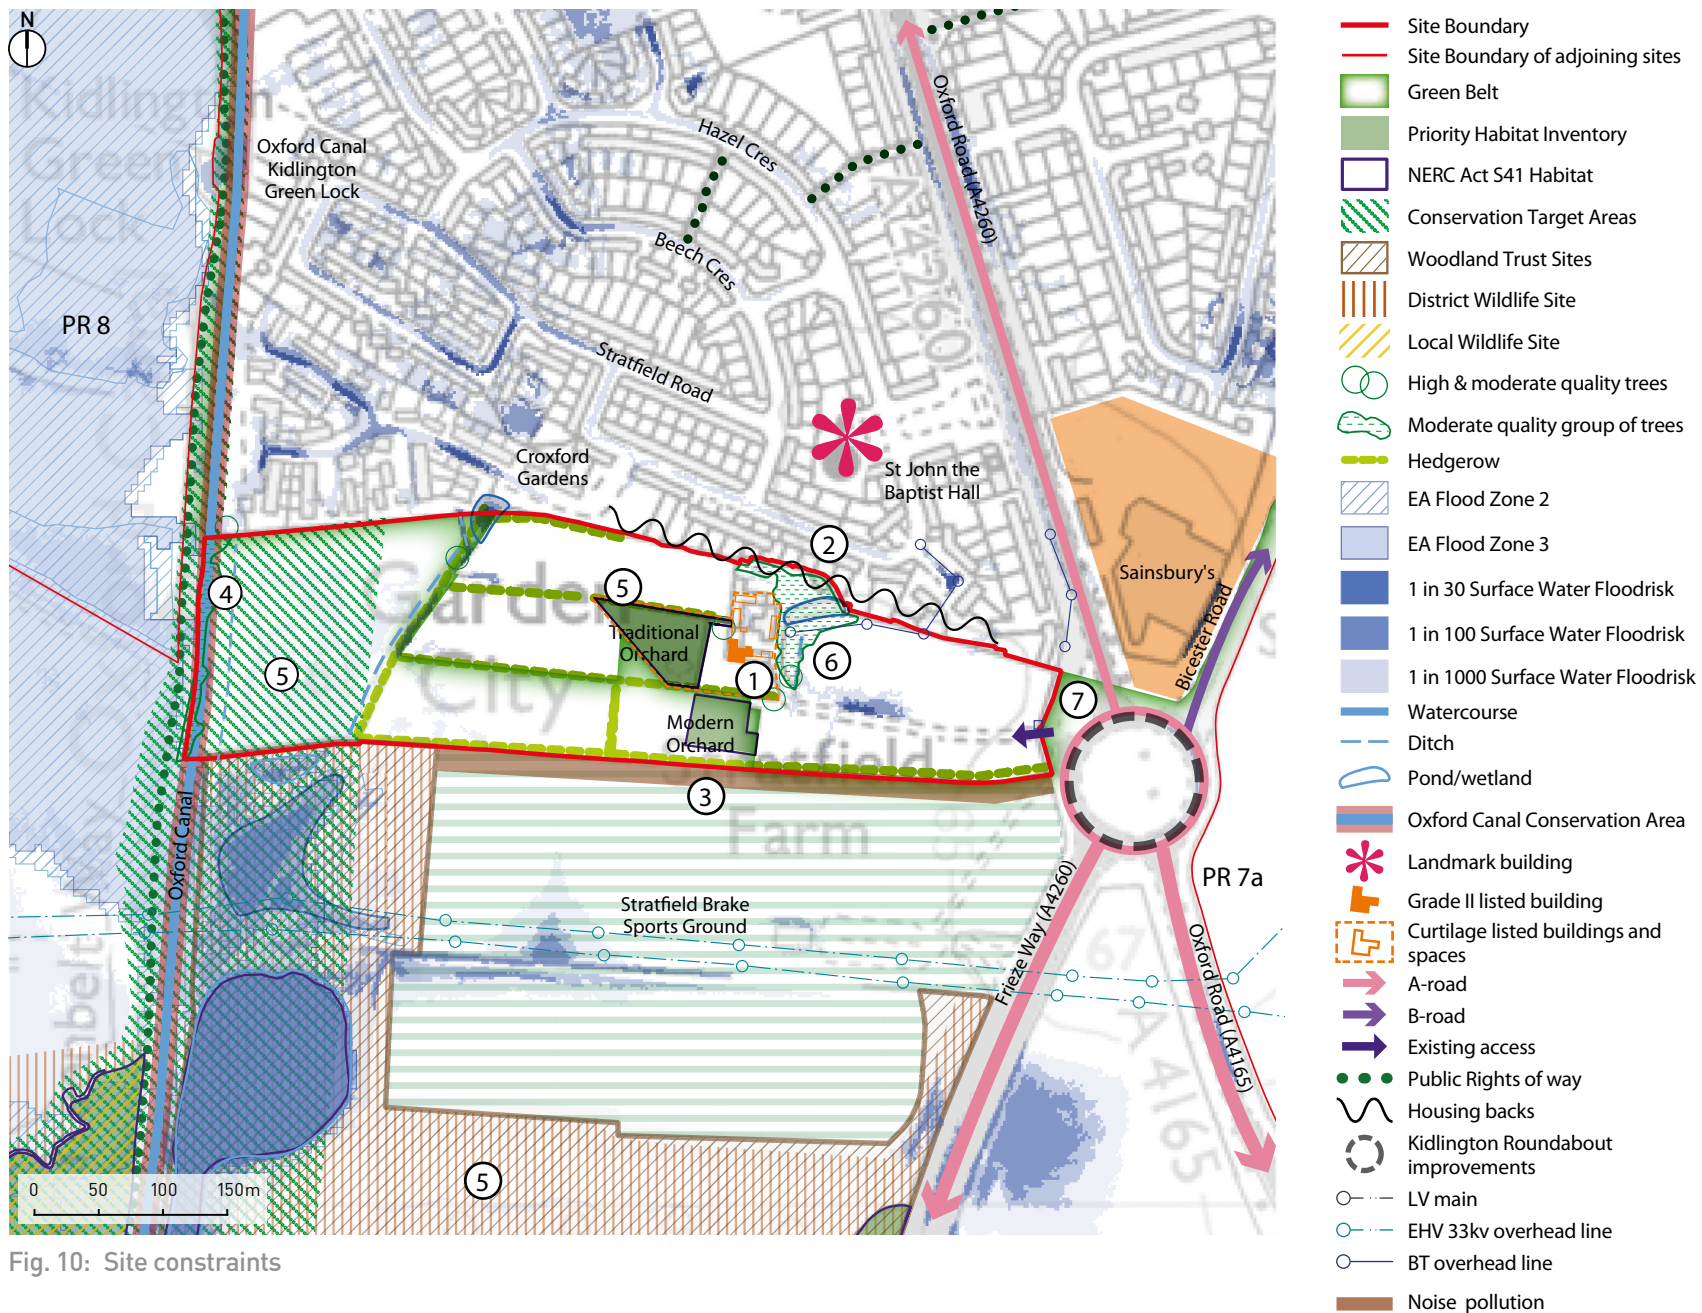 N
Kidlington
Green
Lock
Oxford Canal
Kidlington
Green Lock
PR 8
Hazel Cres
Beech Cres
Stratfield Road
Oxford Road (A4260)
Croxford
Gardens
St John the
Baptist Hall
Sainsbury's
Bicester Road
Garden
City
Traditional
Orchard
Modern
Orchard
Stratfield
Farm
Oxford Canal
Stratfield Brake
Sports Ground
Frieze Way (A4260)
Oxford Road (A4165)
PR 7a
A 4165
1
2
3
4
5
5
5
6
7
0 50 100 150m
Fig. 10: Site constraints
Site Boundary
Site Boundary of adjoining sites
Green Belt
Priority Habitat Inventory
NERC Act S41 Habitat
Conservation Target Areas
Woodland Trust Sites
District Wildlife Site
Local Wildlife Site
High & moderate quality trees
Moderate quality group of trees
Hedgerow
EA Flood Zone 2
EA Flood Zone 3
1 in 30 Surface Water Floodrisk
1 in 100 Surface Water Floodrisk
1 in 1000 Surface Water Floodrisk
Watercourse
Ditch
Pond/wetland
Oxford Canal Conservation Area
Landmark building
Grade II listed building
Curtilage listed buildings and
spaces
A-road
B-road
Existing access
Public Rights of way
Housing backs
Kidlington Roundabout
improvements
LV main
EHV 33kv overhead line
BT overhead line
Noise pollution